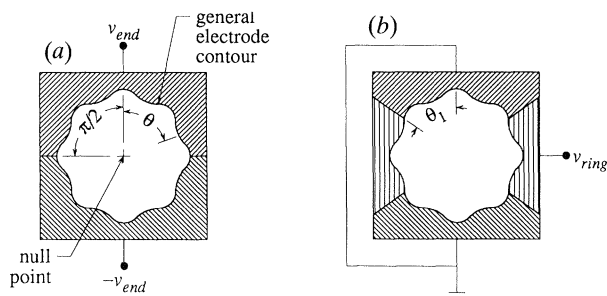 (a)
v_end
general
electrode
contour
π/2
θ
null
point
-v_end
(b)
θ_1
v_ring